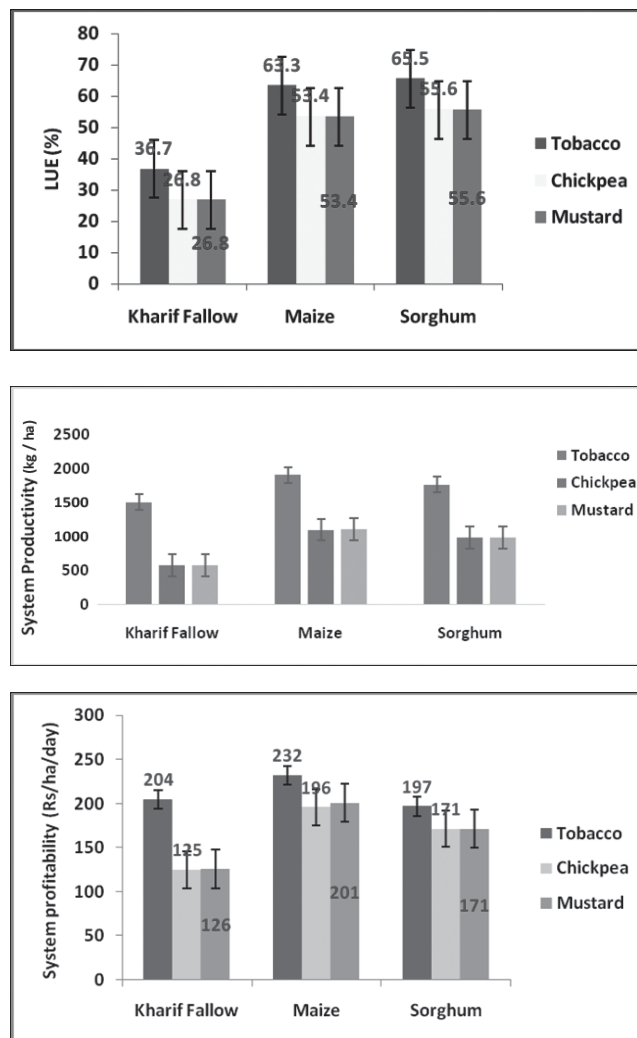 80
70
60
50
40
30
20
10
0
LUE (%)
36.7
26.8
26.8
63.3
53.4
53.4
65.5
55.6
55.6
Kharif Fallow
Maize
Sorghum
Tobacco
Chickpea
Mustard
2500
2000
1500
1000
500
0
System Productivity (kg / ha)
Kharif Fallow
Maize
Sorghum
Tobacco
Chickpea
Mustard
300
250
200
150
100
50
0
System profitability (Rs/ha/day)
204
125
126
232
196
201
197
171
171
Kharif Fallow
Maize
Sorghum
Tobacco
Chickpea
Mustard